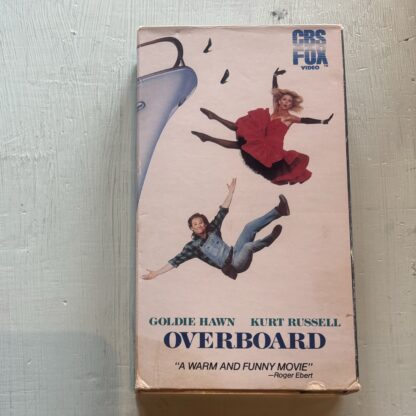 CBS
FOX
VIDEO
GOLDIE HAWN KURT RUSSELL
OVERBOARD
"A WARM AND FUNNY MOVIE"
—Roger Ebert